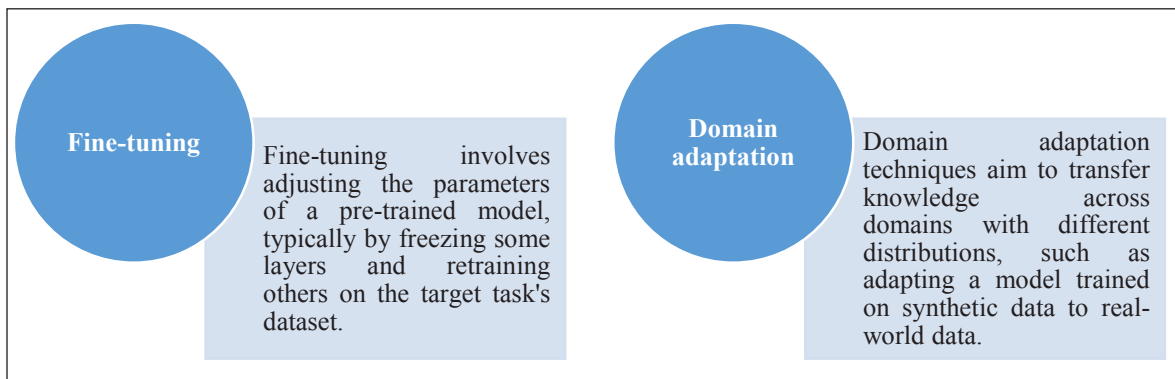 Fine-tuning
Fine-tuning involves
adjusting the parameters
of a pre-trained model,
typically by freezing some
layers and retraining
others on the target task's
dataset.
Domain
adaptation
Domain adaptation
techniques aim to transfer
knowledge across
domains with different
distributions, such as
adapting a model trained
on synthetic data to real-
world data.